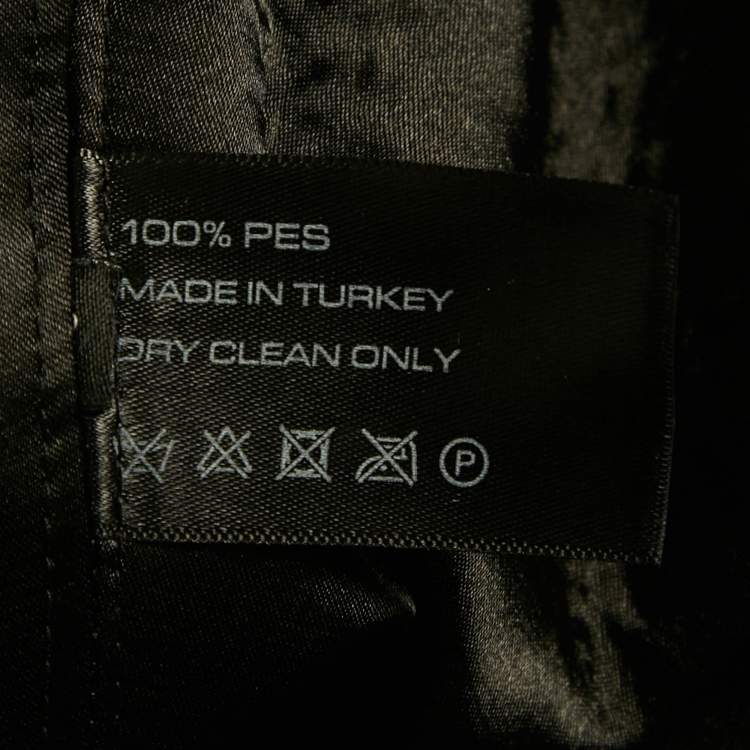 100% PES
MADE IN TURKEY
DRY CLEAN ONLY
P